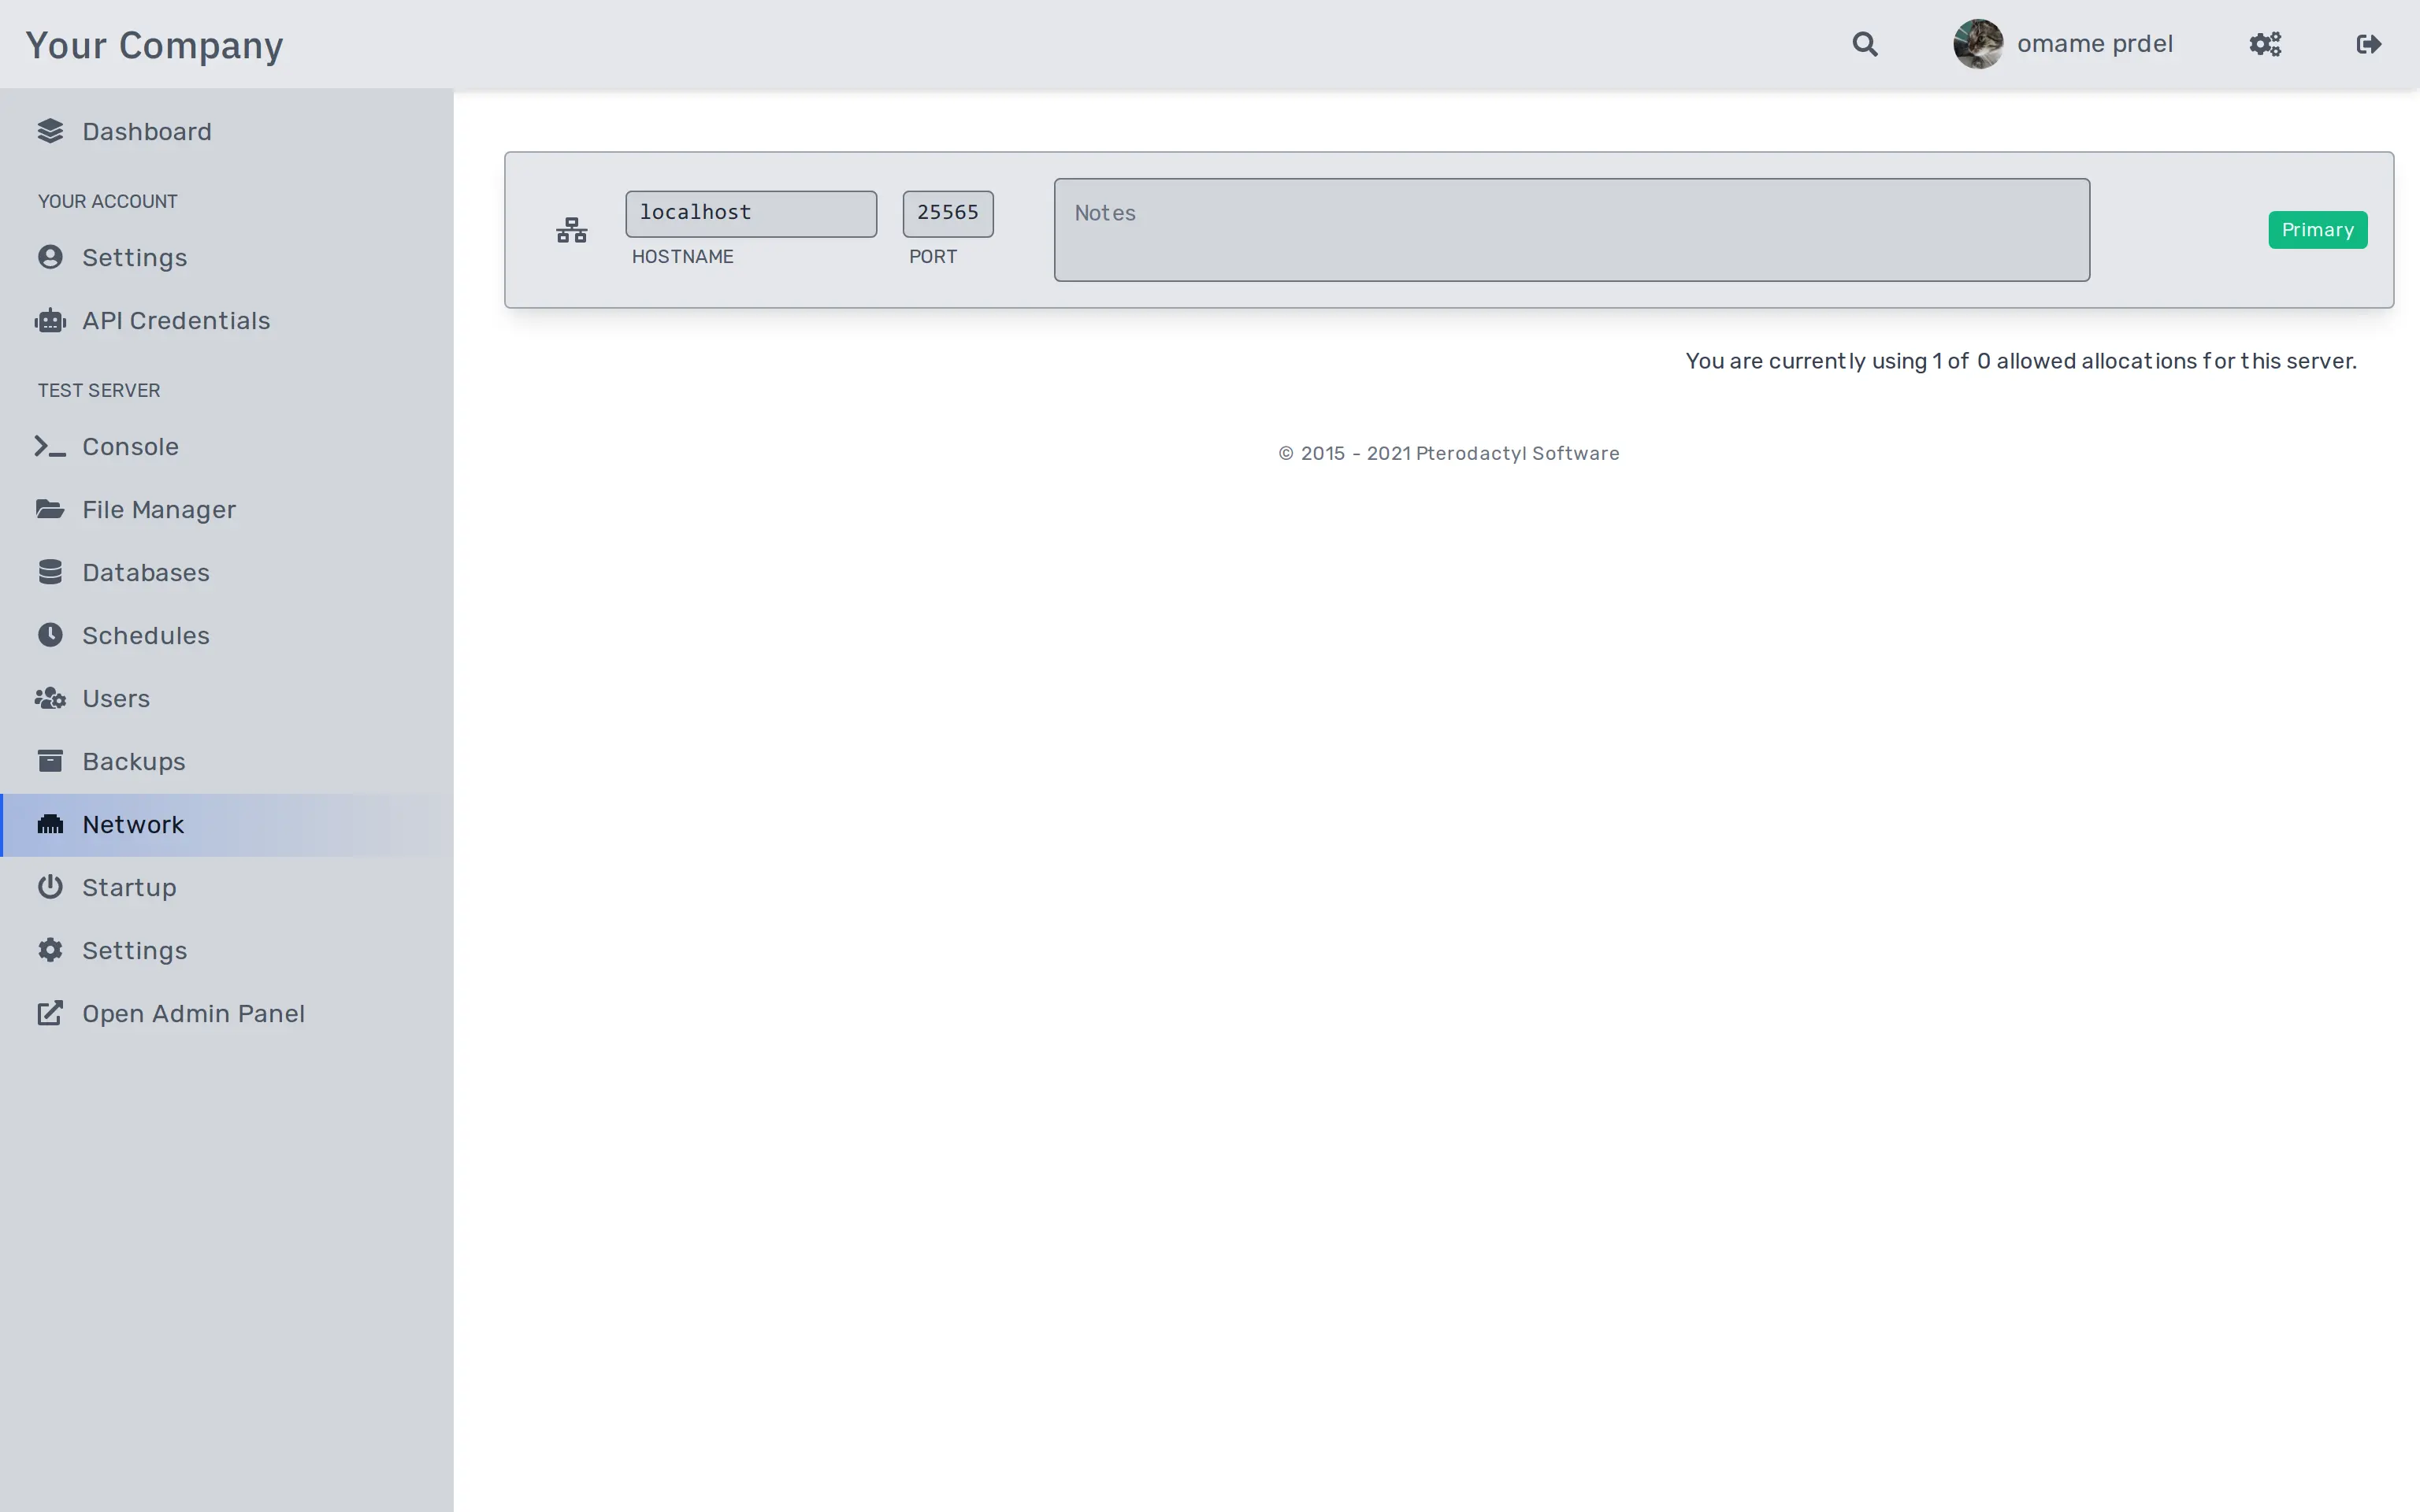 Your Company
omame prdel
Dashboard
YOUR ACCOUNT
Settings
API Credentials
TEST SERVER
Console
File Manager
Databases
Schedules
Users
Backups
Network
Startup
Settings
Open Admin Panel
localhost
HOSTNAME
25565
PORT
Notes
Primary
You are currently using 1 of 0 allowed allocations for this server.
© 2015 - 2021 Pterodactyl Software